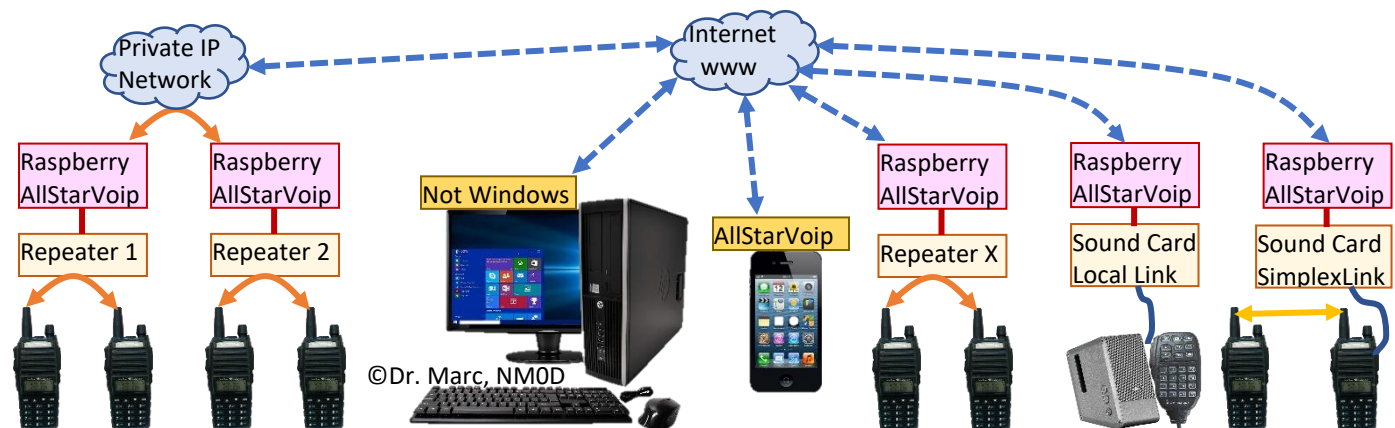 Private IP
Network
Internet
www
Raspberry
AllStarVoip
Raspberry
AllStarVoip
Not Windows
AllStarVoip
Raspberry
AllStarVoip
Raspberry
AllStarVoip
Raspberry
AllStarVoip
Repeater 1
Repeater 2
Repeater X
Sound Card
Local Link
Sound Card
SimplexLink
©Dr. Marc, NM0D